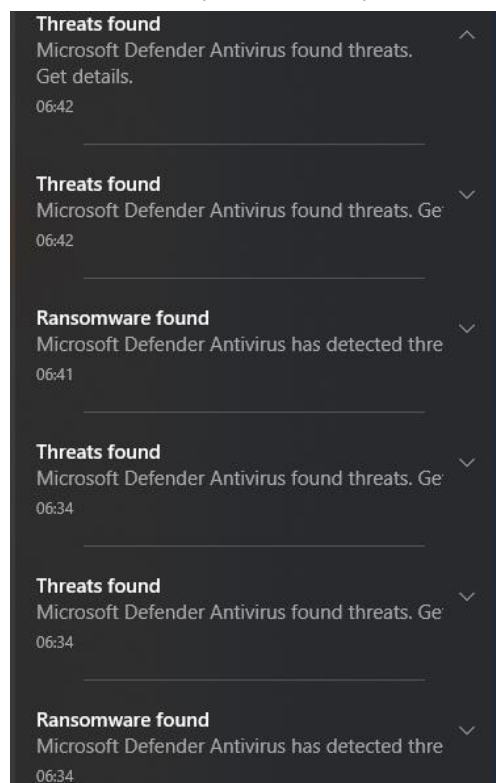 Threats found
Microsoft Defender Antivirus found threats.
Get details.
06:42
Threats found
Microsoft Defender Antivirus found threats. Ge
06:42
Ransomware found
Microsoft Defender Antivirus has detected thre
06:41
Threats found
Microsoft Defender Antivirus found threats. Ge
06:34
Threats found
Microsoft Defender Antivirus found threats. Ge
06:34
Ransomware found
Microsoft Defender Antivirus has detected thre
06:34